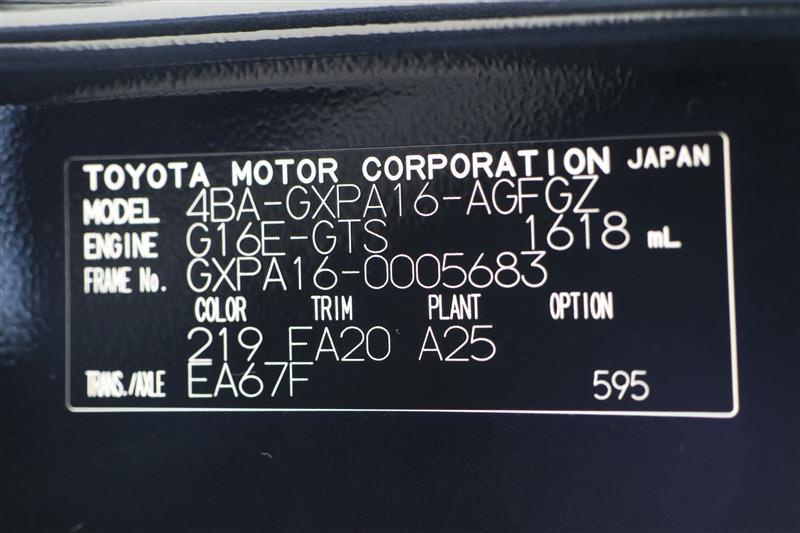 TOYOTA MOTOR CORPORATION JAPAN
MODEL 4BA-GXPA16-AGFGZ
ENGINE G16E-GTS 1618 mL
FRAME No. GXPA16-0005683
COLOR TRIM PLANT OPTION
219 FA20 A25
TRANS./AXLE EA67F 595